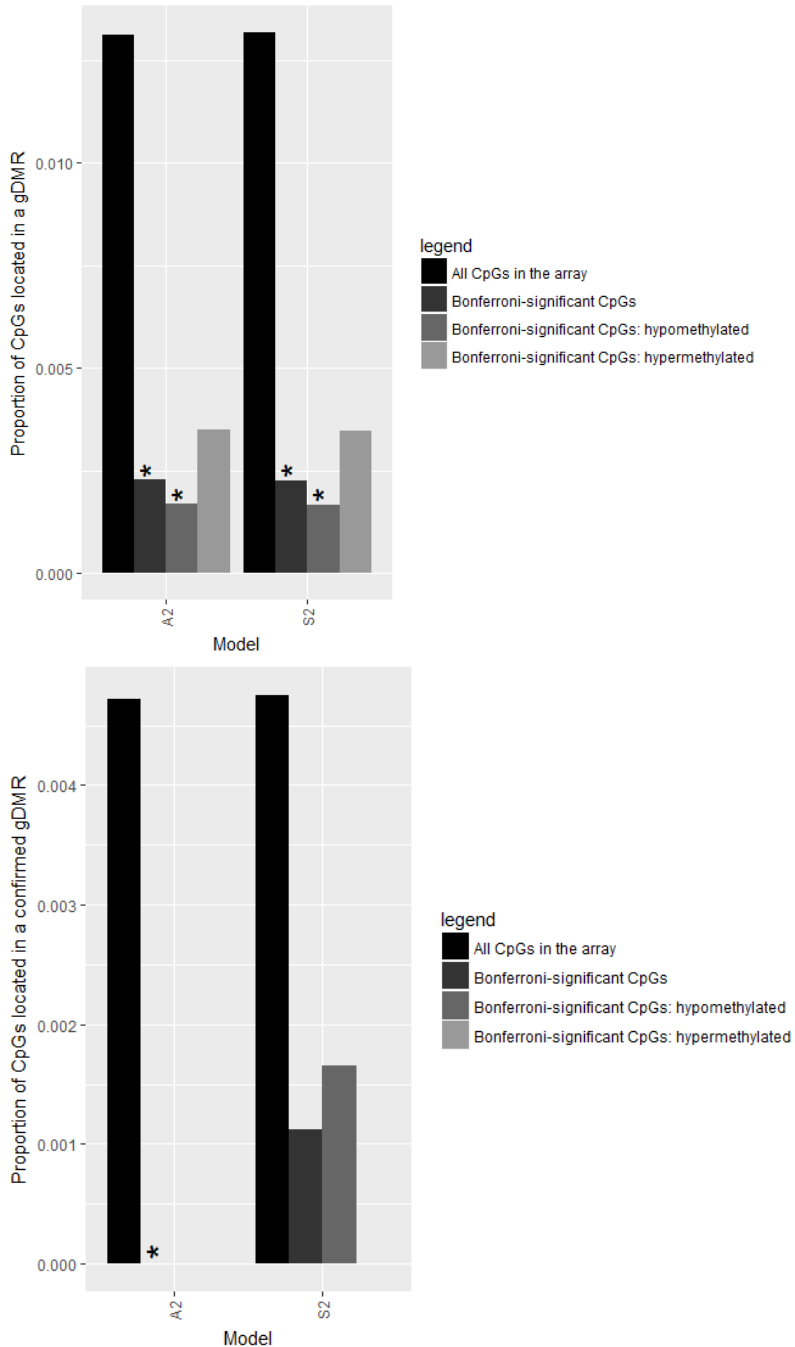 Proportion of CpGs located in a gDMR
0.010
0.005
0.000
* * * *
A2 S2
Model
legend
All CpGs in the array
Bonferroni-significant CpGs
Bonferroni-significant CpGs: hypomethylated
Bonferroni-significant CpGs: hypermethylated
Proportion of CpGs located in a confirmed gDMR
0.004
0.003
0.002
0.001
0.000
*
A2 S2
Model
legend
All CpGs in the array
Bonferroni-significant CpGs
Bonferroni-significant CpGs: hypomethylated
Bonferroni-significant CpGs: hypermethylated